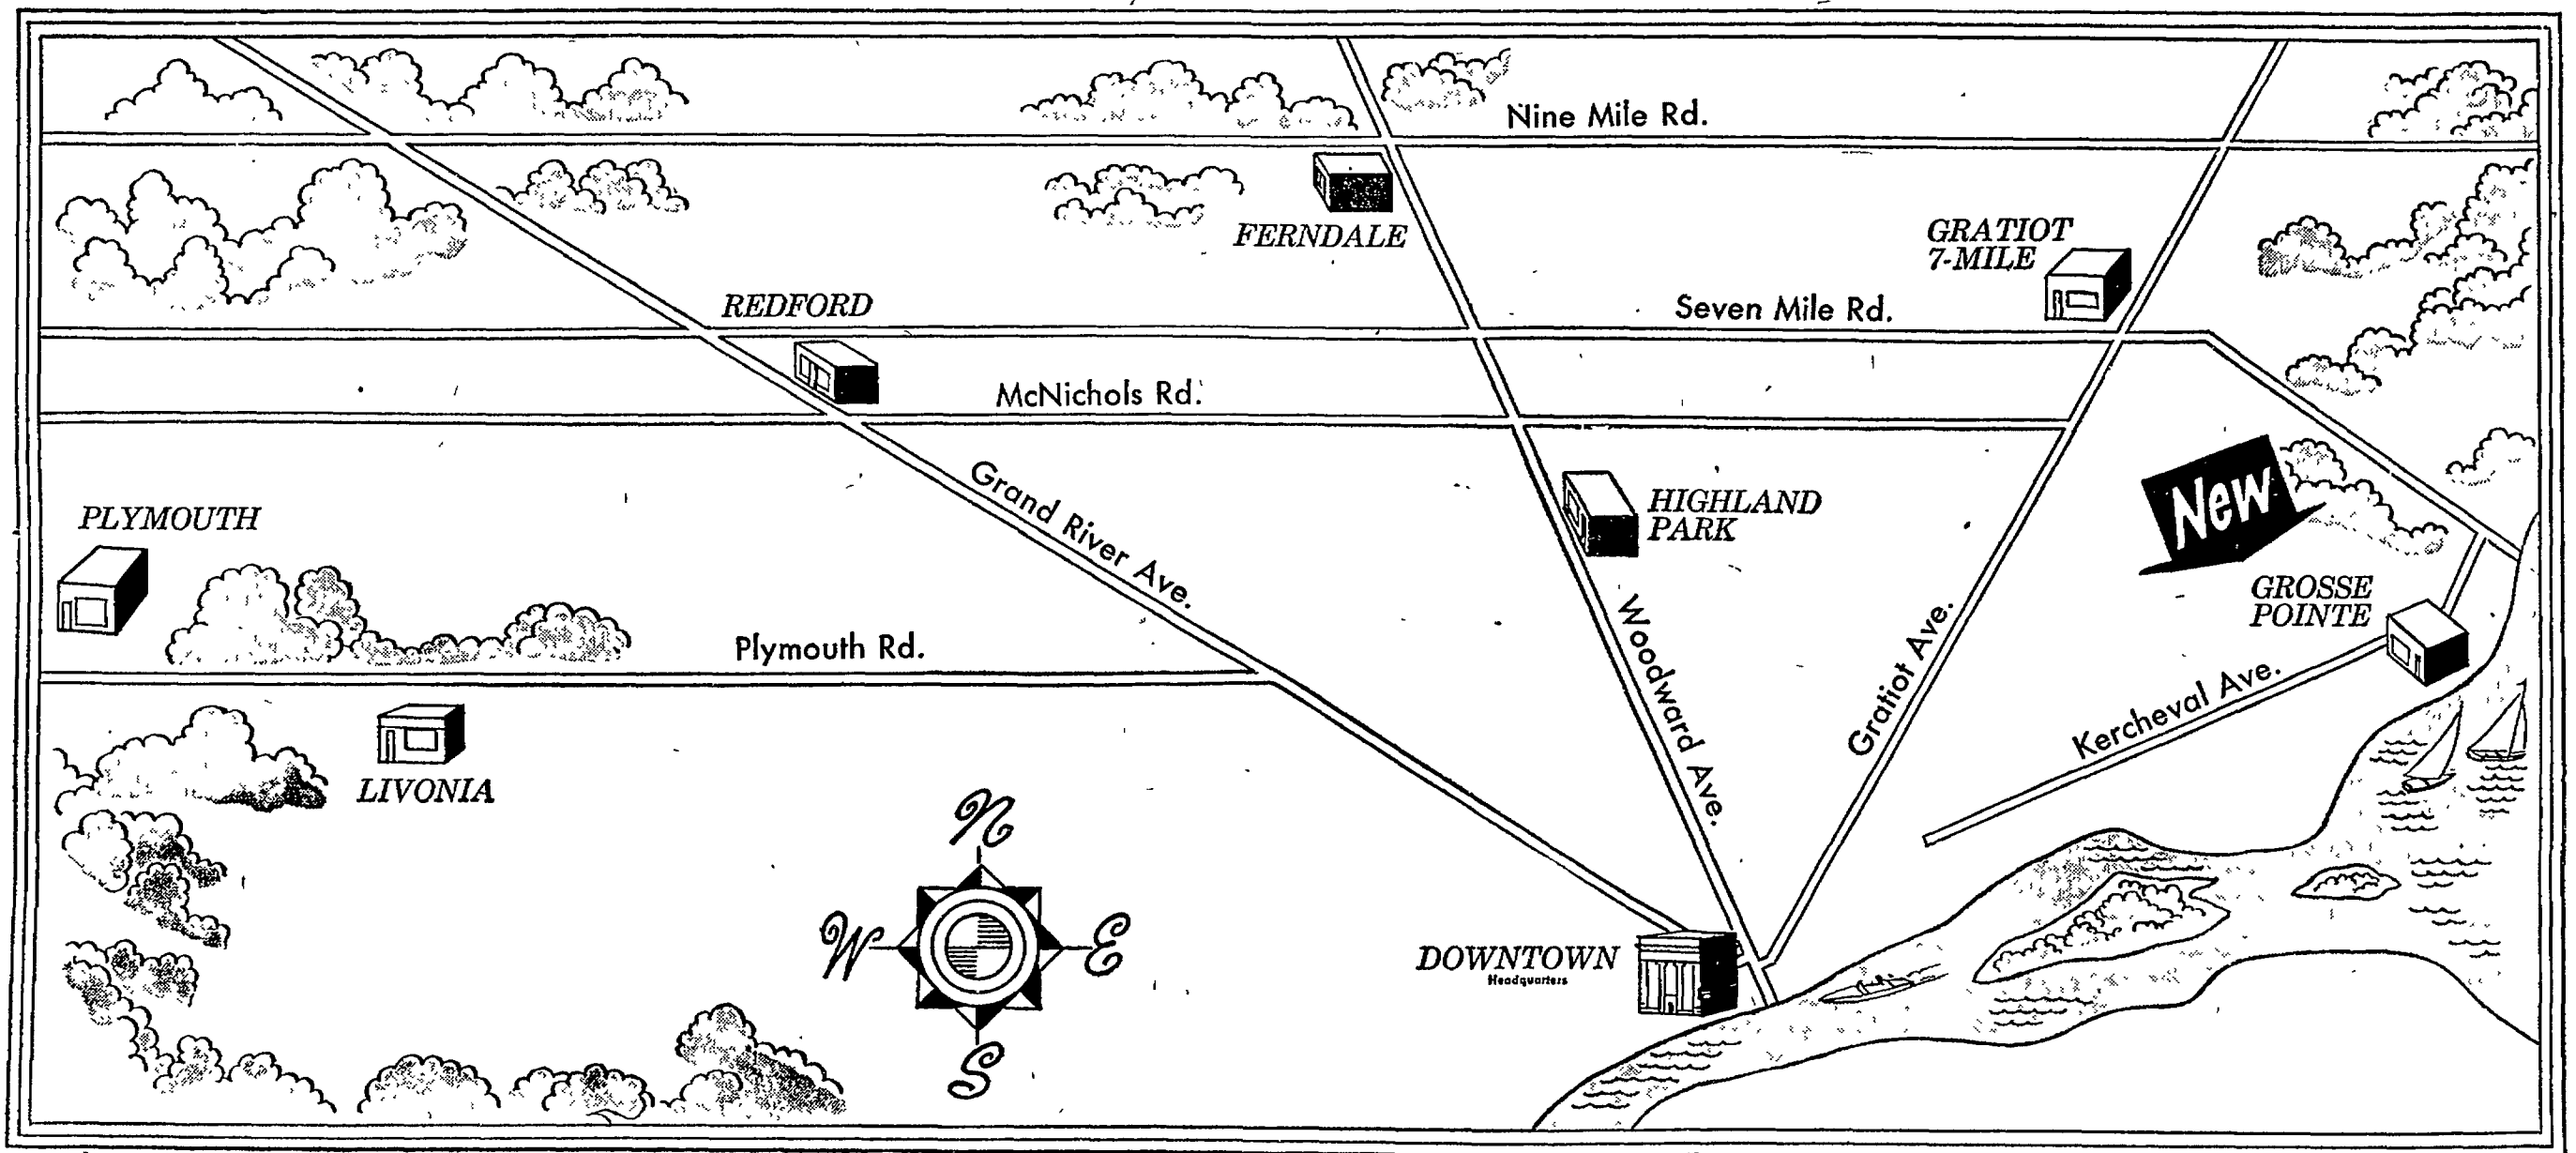 Nine Mile Rd.
FERNDALE
GRATIOT
7-MILE
REDFORD
Seven Mile Rd.
McNichols Rd.
Grand River Ave.
PLYMOUTH
HIGHLAND
PARK
New
GROSSE
POINTE
Plymouth Rd.
Woodward Ave.
Gratiot Ave.
Kercheval Ave.
LIVONIA
N
W
E
S
DOWNTOWN
Headquarters